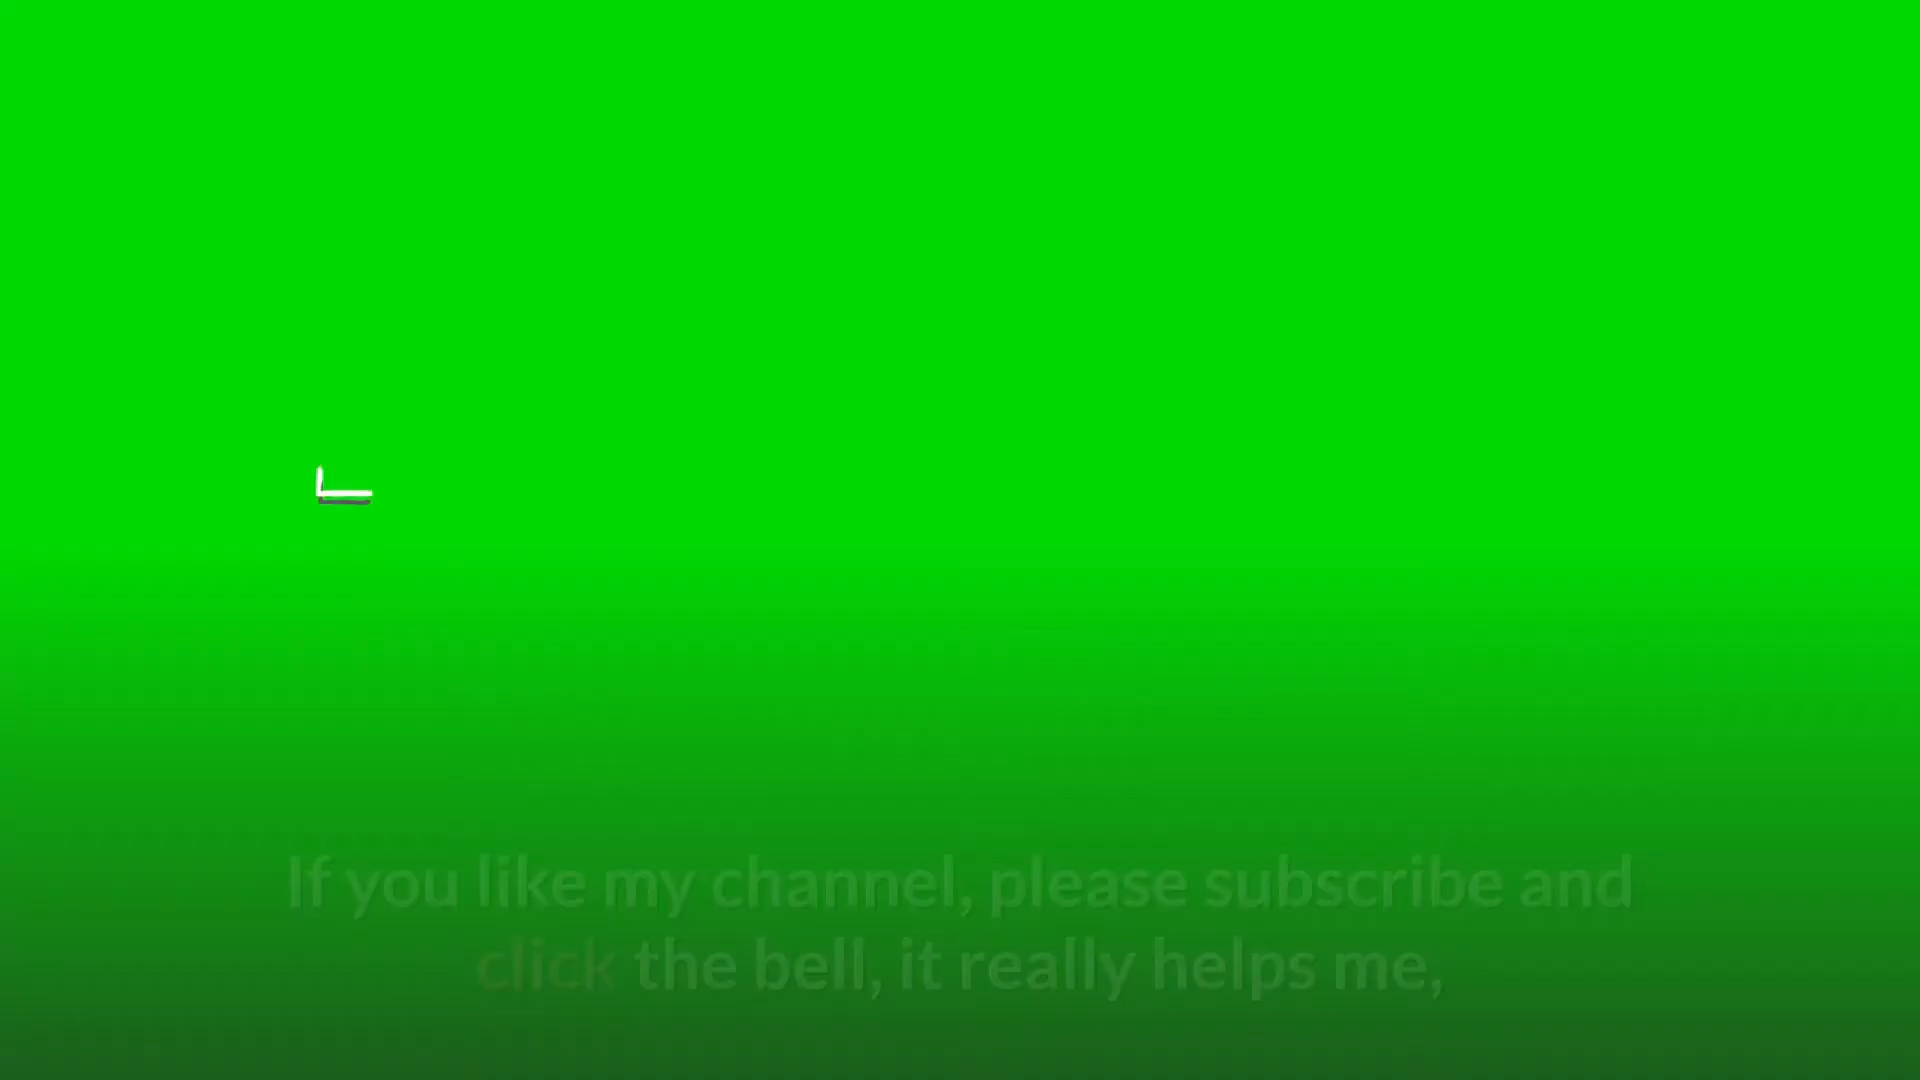 If you like my channel, please subscribe and
click the bell, it really helps me,